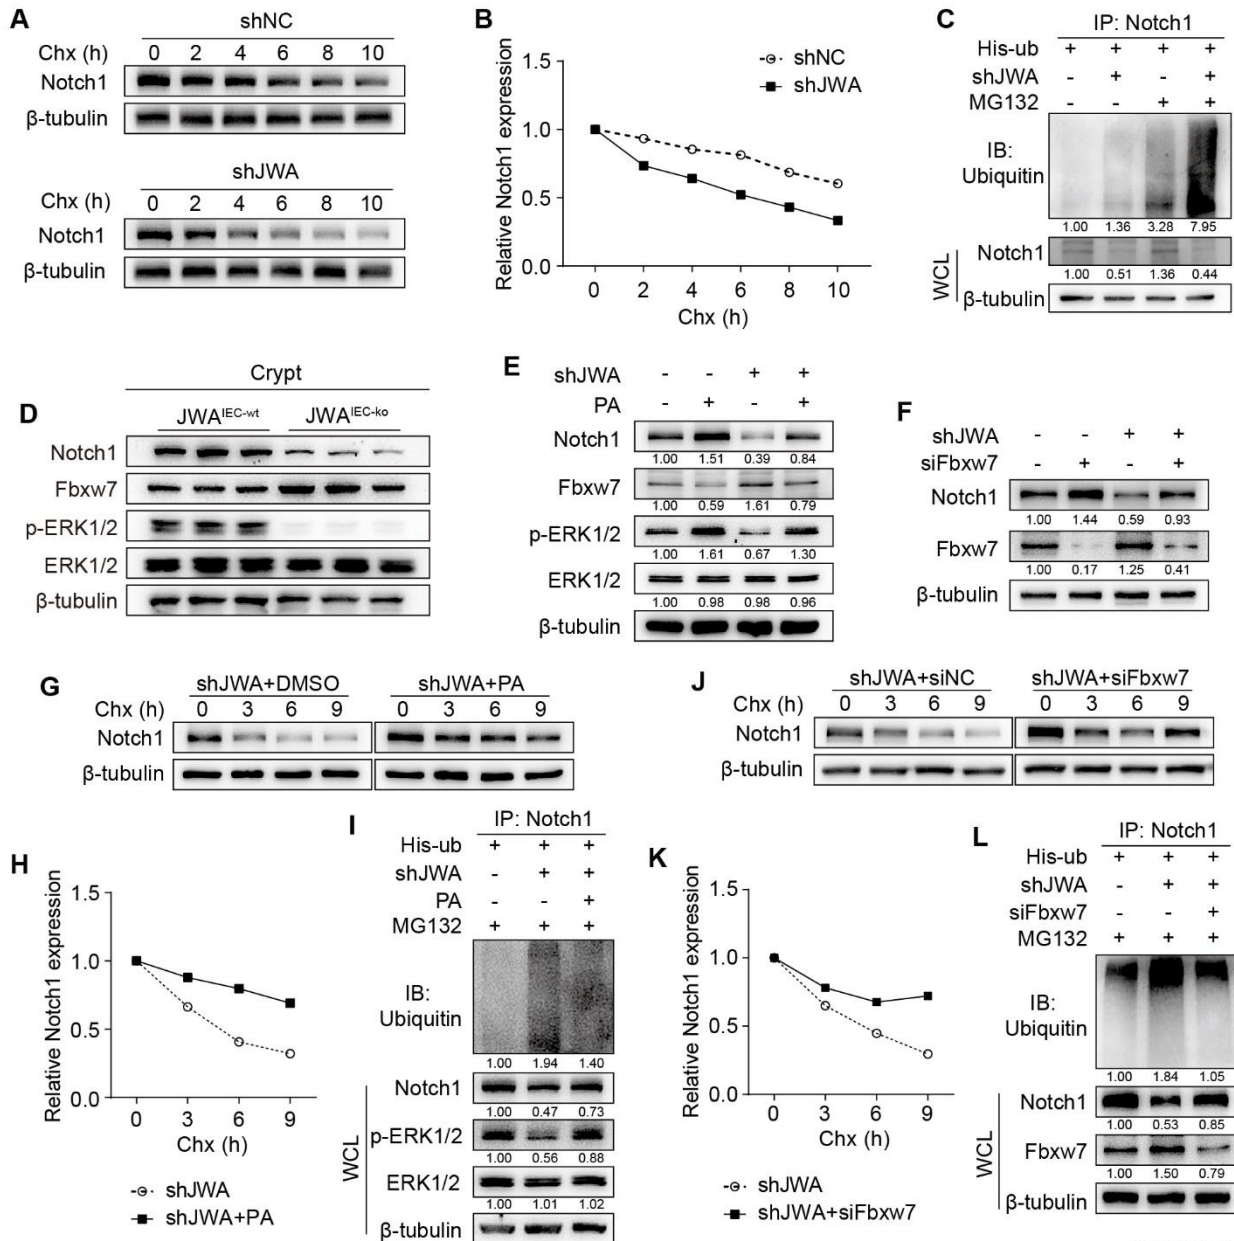 A
shNC
Chx (h) 0 2 4 6 8 10
Notch1
β-tubulin
shJWA
Chx (h) 0 2 4 6 8 10
Notch1
β-tubulin
B
Relative Notch1 expression
1.5
1.0
0.5
0.0
0 2 4 6 8 10
Chx (h)
shNC
shJWA
C
IP: Notch1
His-ub + + + +
shJWA - + - +
MG132 - - + +
IB:
Ubiquitin
1.00 1.36 3.28 7.95
Notch1
1.00 0.51 1.36 0.44
β-tubulin
WCL
D
Crypt
JWA^IEC-wt JWA^IEC-ko
Notch1
Fbxw7
p-ERK1/2
ERK1/2
β-tubulin
E
shJWA - - + +
PA - + - +
Notch1
1.00 1.51 0.39 0.84
Fbxw7
1.00 0.59 1.61 0.79
p-ERK1/2
1.00 1.61 0.67 1.30
ERK1/2
1.00 0.98 0.98 0.96
β-tubulin
F
shJWA - - + +
siFbxw7 - + - +
Notch1
1.00 1.44 0.59 0.93
Fbxw7
1.00 0.17 1.25 0.41
β-tubulin
G
shJWA+DMSO shJWA+PA
Chx (h) 0 3 6 9 0 3 6 9
Notch1
β-tubulin
J
shJWA+siNC shJWA+siFbxw7
Chx (h) 0 3 6 9 0 3 6 9
Notch1
β-tubulin
H
Relative Notch1 expression
1.5
1.0
0.5
0.0
0 3 6 9
Chx (h)
shJWA
shJWA+PA
I
IP: Notch1
His-ub + + +
shJWA - + +
PA - - +
MG132 + + +
IB:
Ubiquitin
1.00 1.94 1.40
Notch1
1.00 0.47 0.73
p-ERK1/2
1.00 0.56 0.88
ERK1/2
1.00 1.01 1.02
β-tubulin
WCL
K
Relative Notch1 expression
1.5
1.0
0.5
0.0
0 3 6 9
Chx (h)
shJWA
shJWA+siFbxw7
L
IP: Notch1
His-ub + + +
shJWA - + +
siFbxw7 - - +
MG132 + + +
IB:
Ubiquitin
1.00 1.84 1.05
Notch1
1.00 0.53 0.85
Fbxw7
1.00 1.50 0.79
β-tubulin
WCL